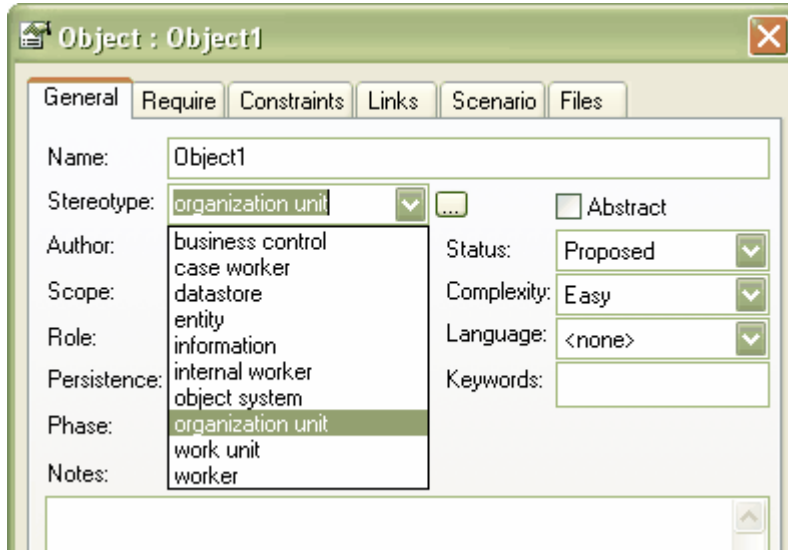 Object : Object1
General Require Constraints Links Scenario Files
Name: Object1
Stereotype: organization unit ... Abstract
Author: business control Status: Proposed
case worker
Scope: datastore Complexity: Easy
entity
Role: information Language: <none>
Persistence: internal worker Keywords:
object system
Phase: organization unit
work unit
Notes: worker